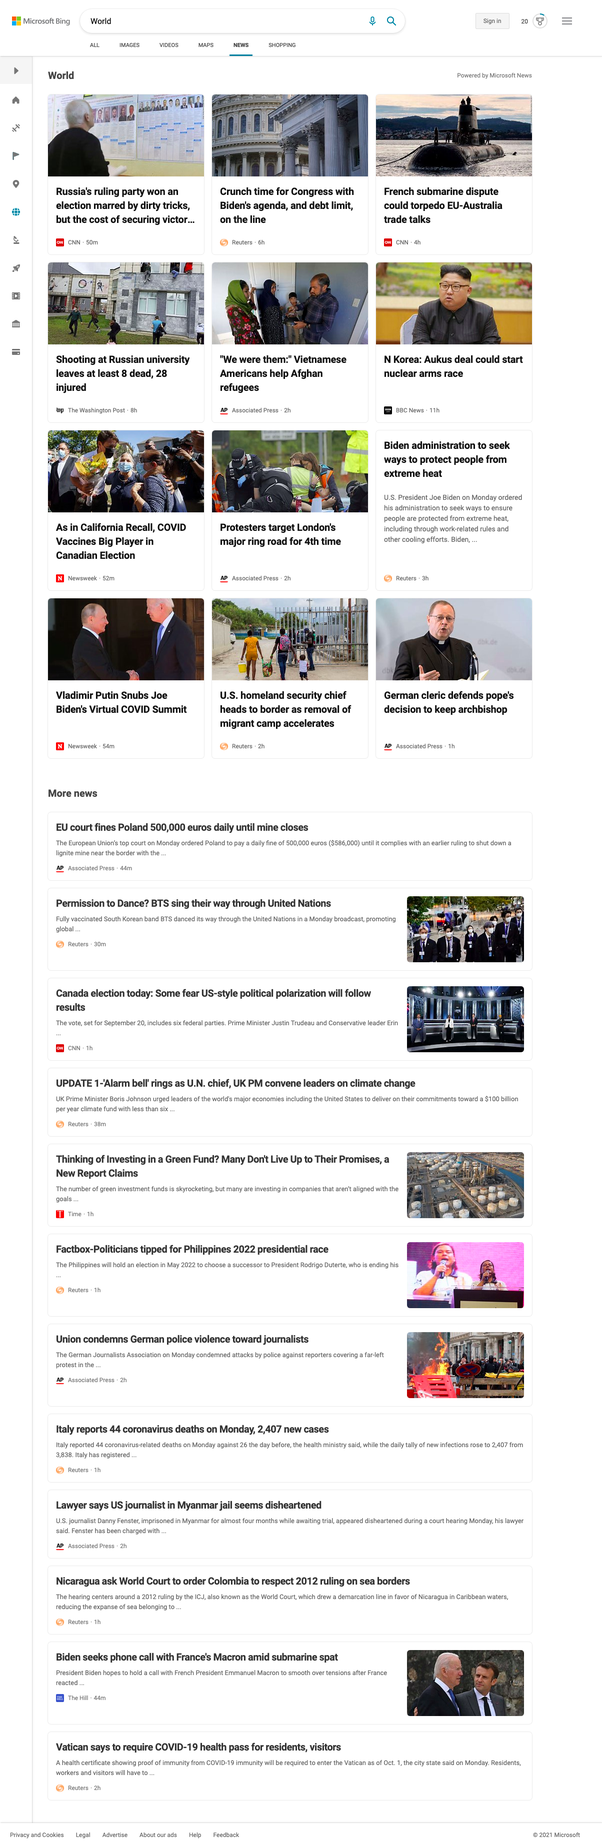 Microsoft Bing
World
Sign in
20
ALL IMAGES VIDEOS MAPS NEWS SHOPPING
World
Powered by Microsoft News
Russia's ruling party won an
election marred by dirty tricks,
but the cost of securing victor...
CNN · 50m
Crunch time for Congress with
Biden's agenda, and debt limit,
on the line
Reuters · 6h
French submarine dispute
could torpedo EU-Australia
trade talks
CNN · 4h
Shooting at Russian university
leaves at least 8 dead, 28
injured
The Washington Post · 8h
"We were them:" Vietnamese
Americans help Afghan
refugees
AP Associated Press · 2h
N Korea: Aukus deal could start
nuclear arms race
BBC News · 11h
As in California Recall, COVID
Vaccines Big Player in
Canadian Election
N Newsweek · 52m
Protesters target London's
major ring road for 4th time
AP Associated Press · 2h
Biden administration to seek
ways to protect people from
extreme heat
U.S. President Joe Biden on Monday ordered
his administration to seek ways to ensure
people are protected from extreme heat,
including through work-related rules and
other cooling efforts. Biden, ...
Reuters · 3h
Vladimir Putin Snubs Joe
Biden's Virtual COVID Summit
N Newsweek · 54m
U.S. homeland security chief
heads to border as removal of
migrant camp accelerates
Reuters · 2h
German cleric defends pope's
decision to keep archbishop
AP Associated Press · 1h
More news
EU court fines Poland 500,000 euros daily until mine closes
The European Union's top court on Monday ordered Poland to pay a daily fine of 500,000 euros ($586,000) until it complies with an earlier ruling to shut down a
lignite mine near the border with the ...
AP Associated Press · 44m
Permission to Dance? BTS sing their way through United Nations
Fully vaccinated South Korean band BTS danced its way through the United Nations in a Monday broadcast, promoting
global ...
Reuters · 30m
Canada election today: Some fear US-style political polarization will follow
results
The vote, set for September 20, includes six federal parties. Prime Minister Justin Trudeau and Conservative leader Erin
...
CNN · 1h
UPDATE 1-'Alarm bell' rings as U.N. chief, UK PM convene leaders on climate change
UK Prime Minister Boris Johnson urged leaders of the world's major economies including the United States to deliver on their commitments toward a $100 billion
per year climate fund with less than six ...
Reuters · 38m
Thinking of Investing in a Green Fund? Many Don't Live Up to Their Promises, a
New Report Claims
The number of green investment funds is skyrocketing, but many are investing in companies that aren't aligned with the
goals ...
Time · 1h
Factbox-Politicians tipped for Philippines 2022 presidential race
The Philippines will hold an election in May 2022 to choose a successor to President Rodrigo Duterte, who is ending his
...
Reuters · 1h
Union condemns German police violence toward journalists
The German Journalists Association on Monday condemned attacks by police against reporters covering a far-left
protest in the ...
AP Associated Press · 2h
Italy reports 44 coronavirus deaths on Monday, 2,407 new cases
Italy reported 44 coronavirus-related deaths on Monday against 26 the day before, the health ministry said, while the daily tally of new infections rose to 2,407 from
3,838. Italy has registered ...
Reuters · 1h
Lawyer says US journalist in Myanmar jail seems disheartened
U.S. journalist Danny Fenster, imprisoned in Myanmar for almost four months while awaiting trial, appeared disheartened during a court hearing Monday, his lawyer
said. Fenster has been charged with ...
AP Associated Press · 2h
Nicaragua ask World Court to order Colombia to respect 2012 ruling on sea borders
The hearing centers around a 2012 ruling by the ICJ, also known as the World Court, which drew a demarcation line in favor of Nicaragua in Caribbean waters,
reducing the expanse of sea belonging to ...
Reuters · 1h
Biden seeks phone call with France's Macron amid submarine spat
President Biden hopes to hold a call with French President Emmanuel Macron to smooth over tensions after France
reacted ...
The Hill · 44m
Vatican says to require COVID-19 health pass for residents, visitors
A health certificate showing proof of immunity from COVID-19 immunity will be required to enter the Vatican as of Oct. 1, the city state said on Monday. Residents,
workers and visitors will have to ...
Reuters · 2h
Privacy and Cookies Legal Advertise About our ads Help Feedback
© 2021 Microsoft